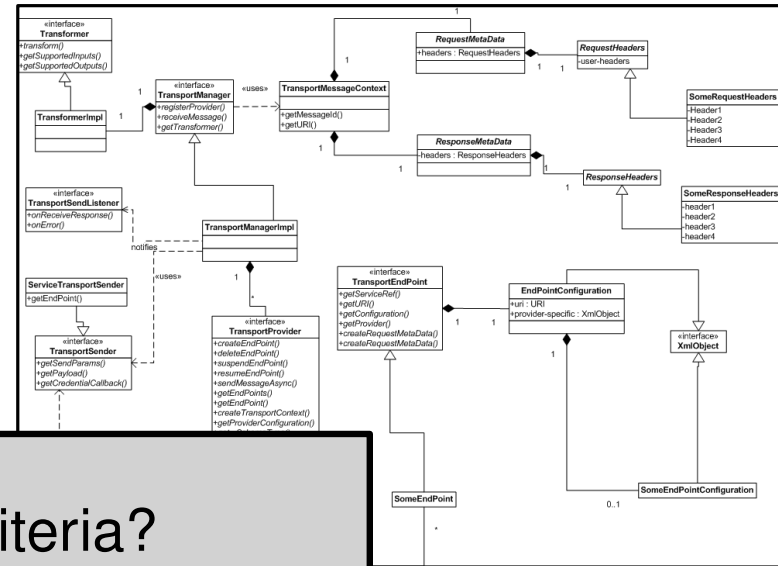 «interface»
Transformer
+transform()
+getSupportedInputs()
+getSupportedOutputs()
TransformerImpl
1
1
«interface»
TransportManager
+registerProvider()
+receiveMessage()
+getTransformer()
«uses»
TransportMessageContext
+getMessageId()
+getURI()
1
1
1
1
RequestMetaData
+headers : RequestHeaders
1
1
RequestHeaders
-user-headers
SomeRequestHeaders
-Header1
-Header2
-Header3
-Header4
ResponseMetaData
-headers : ResponseHeaders
1
1
ResponseHeaders
SomeResponseHeaders
-header1
-header2
-header3
-header4
«interface»
TransportSendListener
+onReceiveResponse()
+onError()
notifies
TransportManagerImpl
1
*
«uses»
ServiceTransportSender
+getEndPoint()
«interface»
TransportSender
+getSendParams()
+getPayload()
+getCredentialCallback()
«interface»
TransportProvider
+createEndPoint()
+deleteEndPoint()
+suspendEndPoint()
+resumeEndPoint()
+sendMessageAsync()
+getEndPoints()
+getEndPoint()
+createTransportContext()
+getProviderConfiguration()
«interface»
TransportEndPoint
+getServiceRef()
+getURI()
+getConfiguration()
+getProvider()
+createRequestMetaData()
+createRequestMetaData()
1
1
EndPointConfiguration
+uri : URI
+provider-specific : XmlObject
1
«interface»
XmlObject
SomeEndPoint
*
SomeEndPointConfiguration
0..1
iteria?